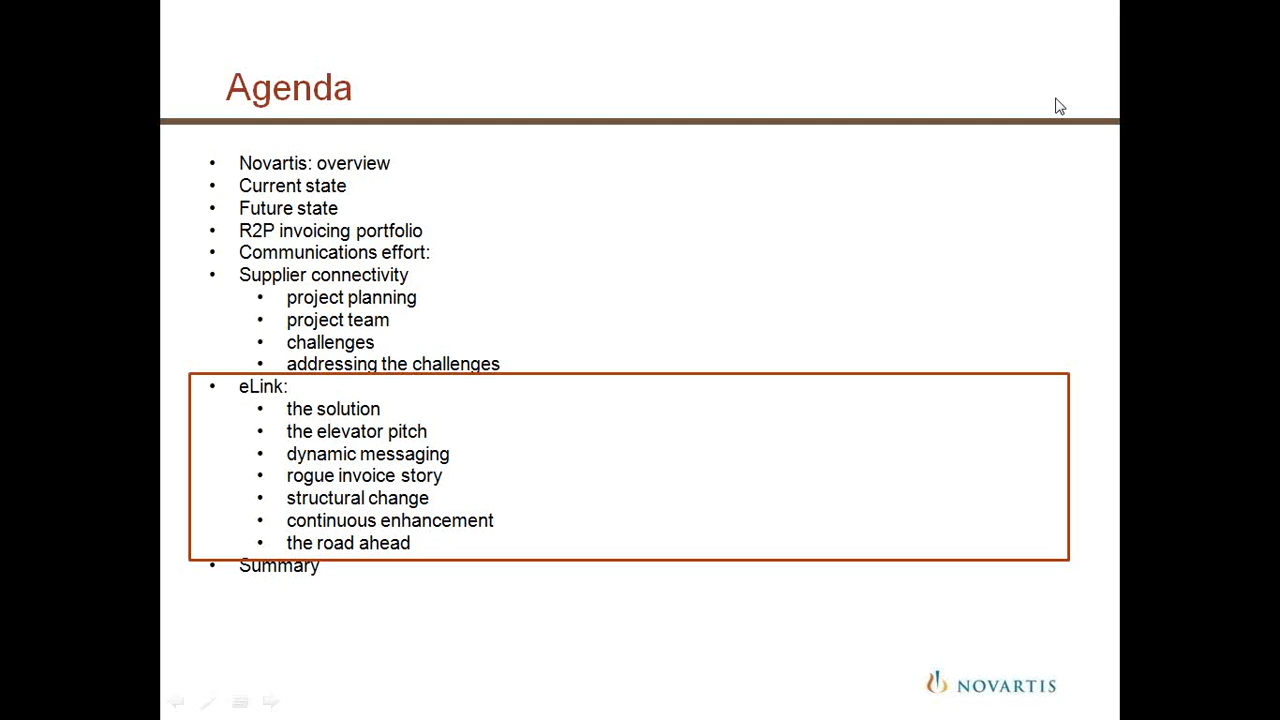 Agenda
• Novartis: overview
• Current state
• Future state
• R2P invoicing portfolio
• Communications effort:
• Supplier connectivity
• project planning
• project team
• challenges
• addressing the challenges
• eLink:
• the solution
• the elevator pitch
• dynamic messaging
• rogue invoice story
• structural change
• continuous enhancement
• the road ahead
• Summary
NOVARTIS